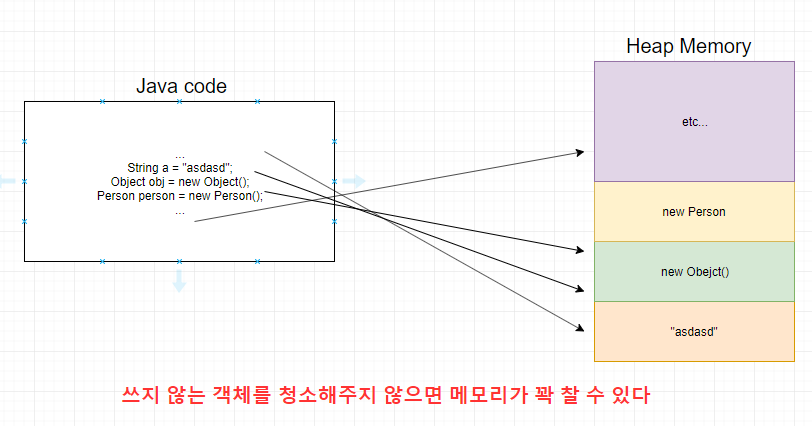 Heap Memory
Java code
etc...
...
String a = "asdasd";
Object obj = new Object();
Person person = new Person();
...
new Person
new Obejct()
"asdasd"
쓰지 않는 객체를 청소해주지 않으면 메모리가 꽉 찰 수 있다